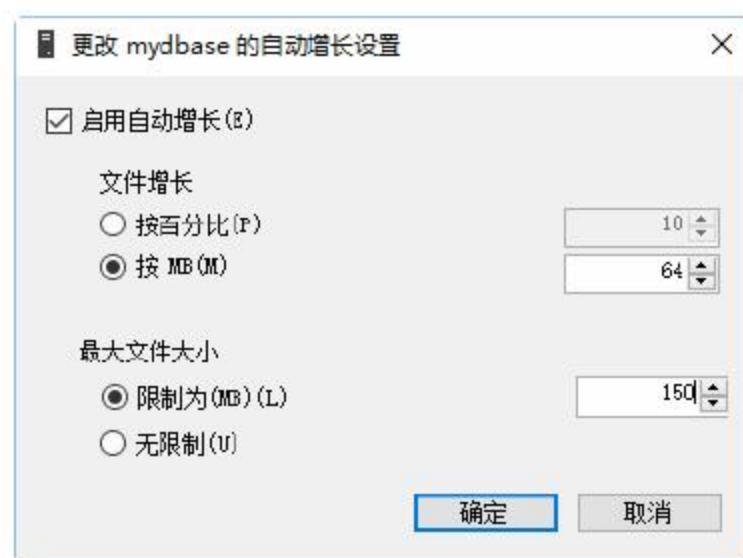 更改 mydbase 的自动增长设置
启用自动增长(E)
文件增长
按百分比(P)
10
按 MB(M)
64
最大文件大小
限制为(MB)(L)
150
无限制(U)
确定
取消